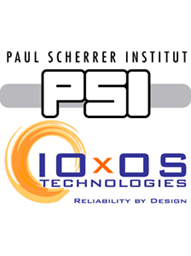 PAUL SCHERRER INSTITUT
PSI
IOxOS
TECHNOLOGIES
RELIABILITY BY DESIGN